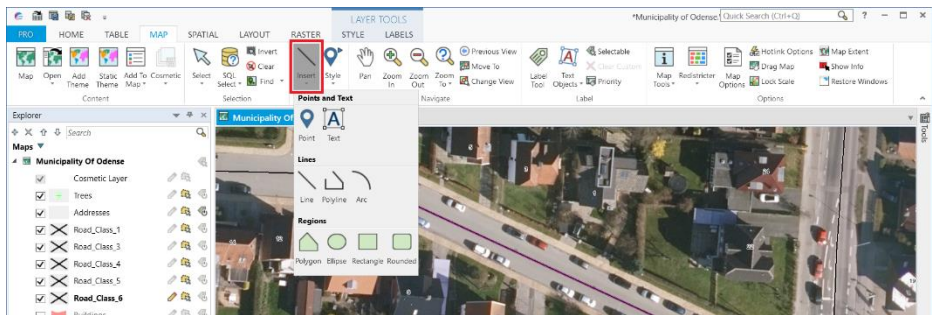 LAYER TOOLS
*Municipality of Odense.
Quick Search (Ctrl+Q)
PRO HOME TABLE MAP SPATIAL LAYOUT RASTER STYLE LABELS
Map
Open
Add Theme
Static Theme
Add To Map
Cosmetic
Content
Select
SQL Select
Invert
Clear
Find
Selection
Insert
Style
Pan
Zoom In
Zoom Out
Zoom To
Previous View
Move To
Change View
Navigate
Label Tool
Text Objects
Selectable
Clear Custom
Priority
Label
Map Tools
Redistricter
Map Options
Hotlink Options
Drag Map
Lock Scale
Map Extent
Show Info
Restore Windows
Options
Points and Text
Point Text
Lines
Line Polyline Arc
Regions
Polygon Ellipse Rectangle Rounded
Explorer
Search
Maps
Municipality Of Odense
Cosmetic Layer
Trees
Addresses
Road_Class_1
Road_Class_3
Road_Class_4
Road_Class_5
Road_Class_6
Buildings
Municipality Of
Tools